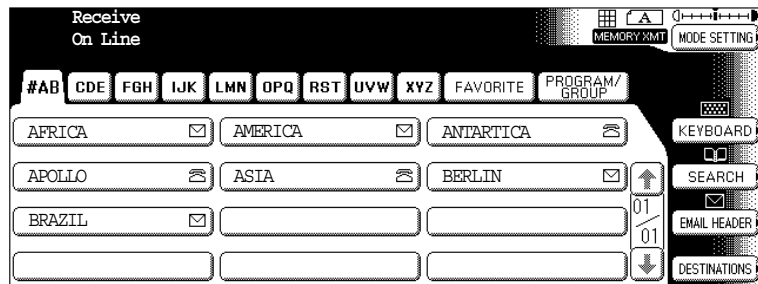 Receive
On Line
A
MEMORY XMT
MODE SETTING
#AB CDE FGH IJK LMN OPQ RST UVW XYZ FAVORITE PROGRAM/
GROUP
AFRICA AMERICA ANTARTICA
KEYBOARD
APOLLO ASIA BERLIN
SEARCH
BRAZIL
01
01
EMAIL HEADER
DESTINATIONS